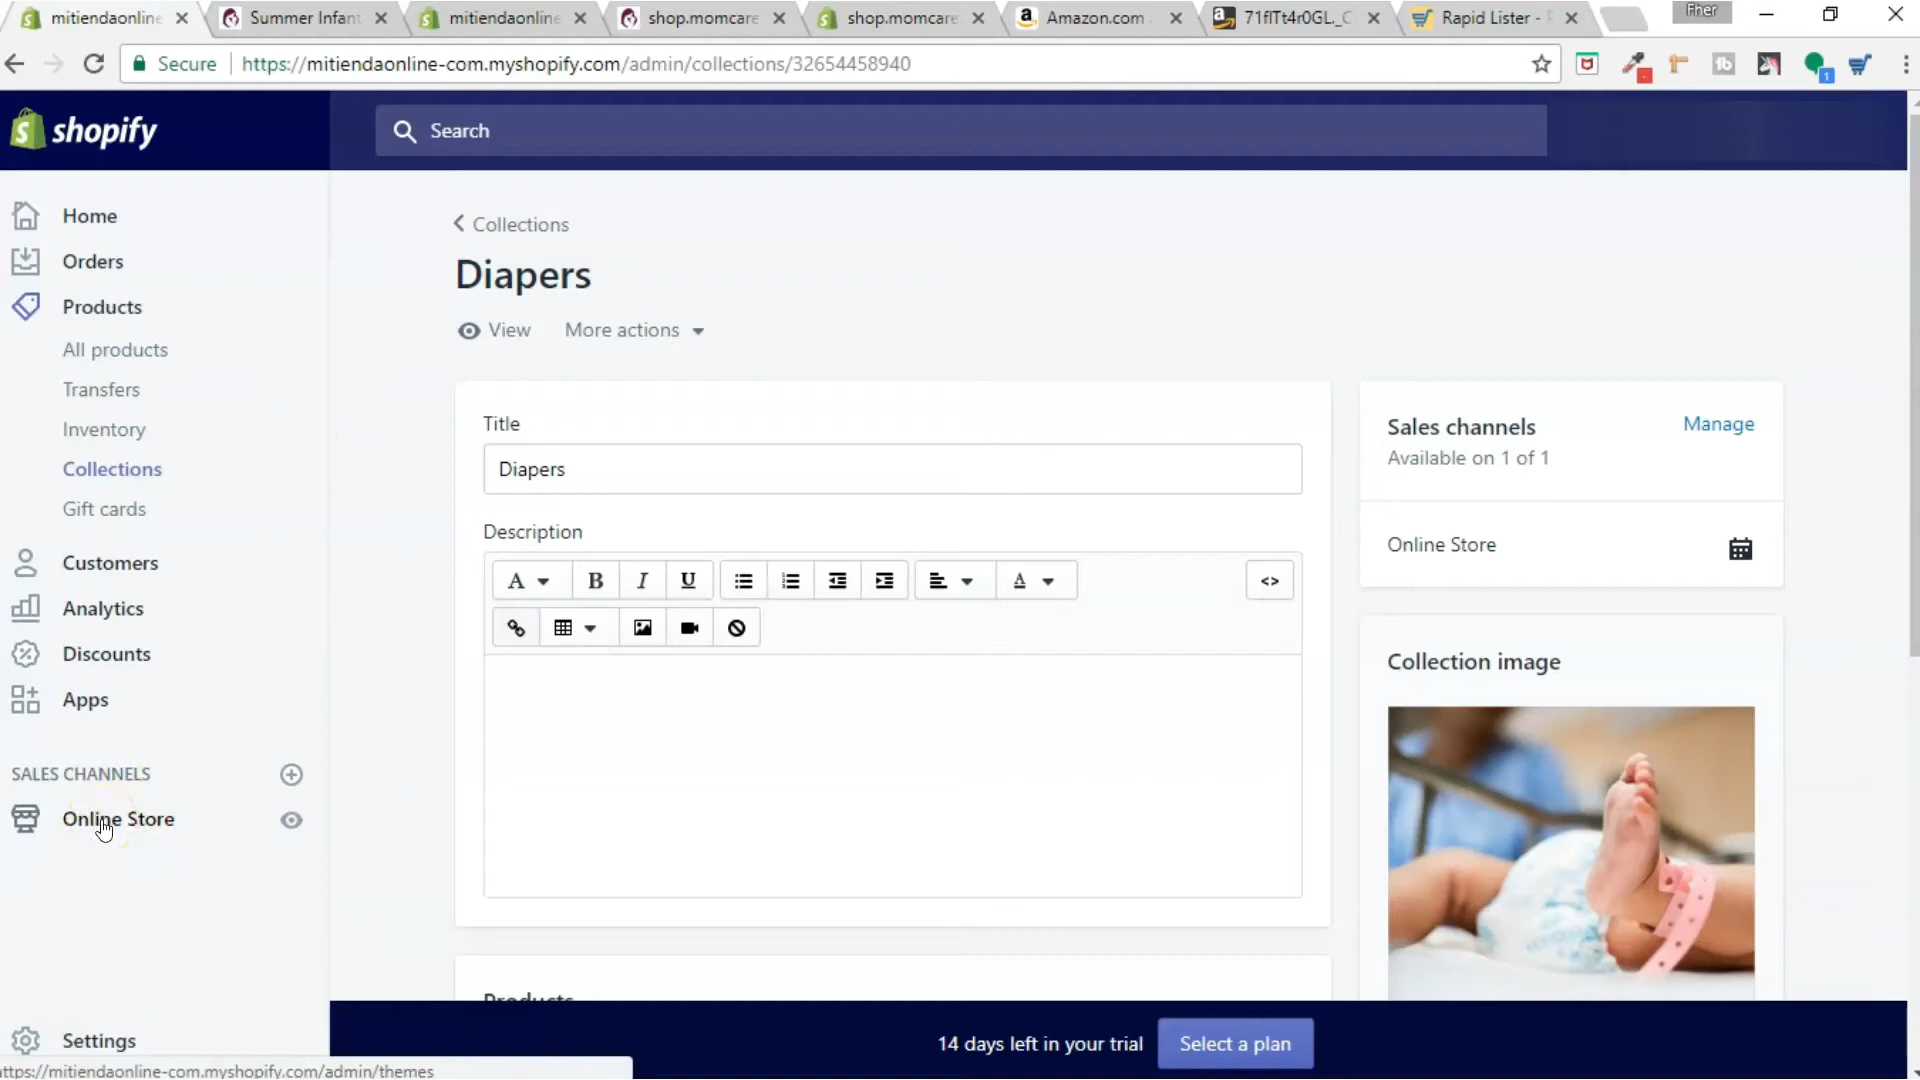 mitiendaonline
Summer Infant
mitiendaonline
shop.momcare
shop.momcare
Amazon.com
71flTt4r0GL._C
Rapid Lister -
Fher
Secure
https://mitiendaonline-com.myshopify.com/admin/collections/32654458940
shopify
Search
Home
Orders
Products
All products
Transfers
Inventory
Collections
Gift cards
Customers
Analytics
Discounts
Apps
SALES CHANNELS
Online Store
Settings
Collections
Diapers
View
More actions
Title
Diapers
Description
A B I U A <>
Products
Sales channels
Manage
Available on 1 of 1
Online Store
Collection image
14 days left in your trial
Select a plan
https://mitiendaonline-com.myshopify.com/admin/themes